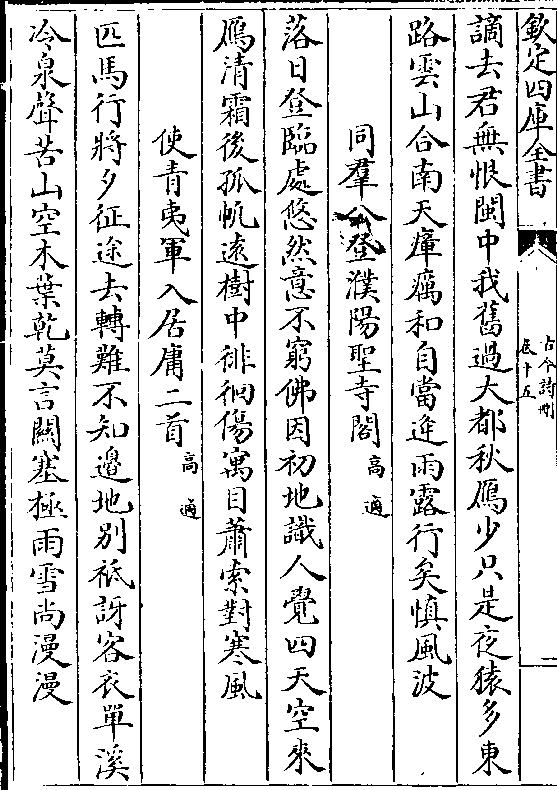 欽定四庫全書
古今詩刪
卷十五
二
謫去君無恨閩中我舊過大都秋鴈少只是夜猿多東
路雲山合南天瘴癘和自當逢雨露行矣慎風波
同羣公登濮陽聖寺閣高適
落日登臨處悠然意不窮佛因初地識人覺四天空來
鴈清霜後孤帆遠樹中徘徊傷寓目蕭索對寒風
使青夷軍入居庸二首高適
匹馬行將夕征途去轉難不知邉地別祗訝客衣單溪
冷泉聲苦山空木葉乾莫言關塞極雨雪尚漫漫